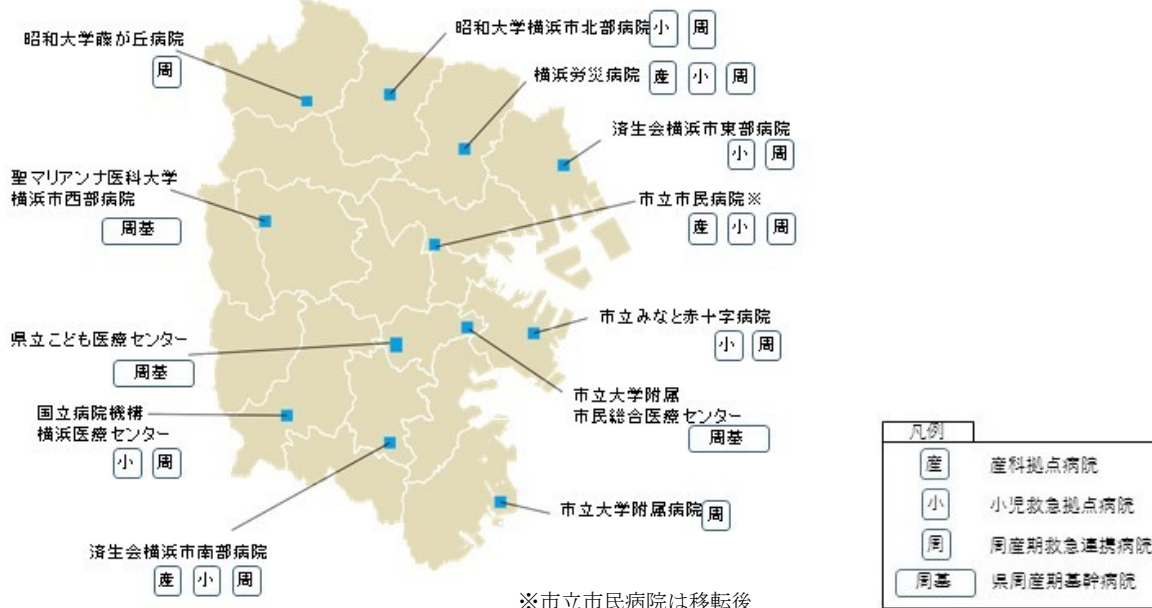 昭和大学藤が丘病院
周
昭和大学横浜市北部病院 小 周
横浜労災病院 産 小 周
済生会横浜市東部病院
小 周
聖マリアンナ医科大学
横浜市西部病院
周基
市立市民病院※
産 小 周
県立こども医療センター
周基
市立みなと赤十字病院
小 周
国立病院機構
横浜医療センター
小 周
市立大学附属
市民総合医療センター
周基
市立大学附属病院 周
済生会横浜市南部病院
産 小 周
※市立市民病院は移転後
凡例
産 産科拠点病院
小 小児救急拠点病院
周 周産期救急連携病院
周基 県周産期基幹病院